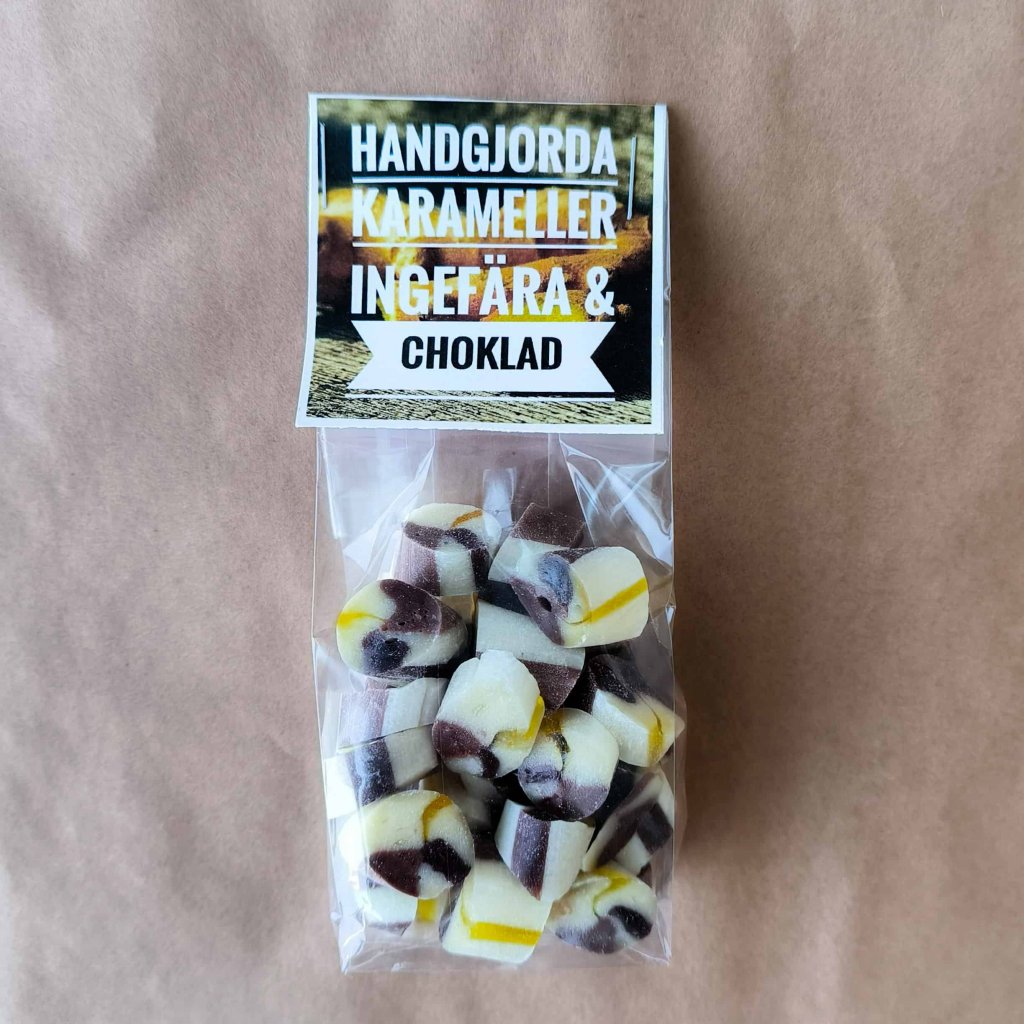 HANDGJORDA
KARAMELLER
INGEFÄRA &
CHOKLAD